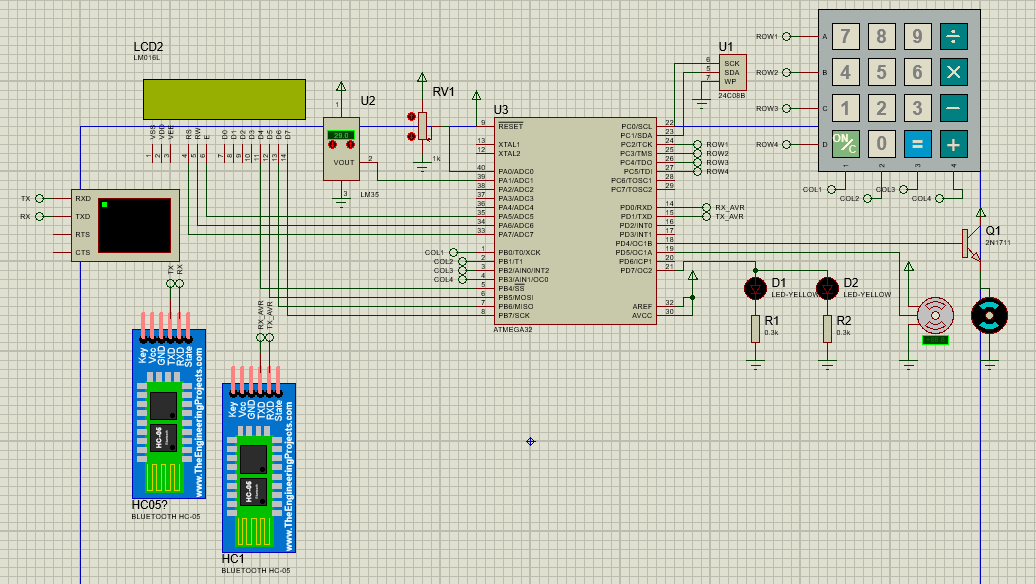 LCD2
LM016L
VSS VDD VEE RS RW E D0 D1 D2 D3 D4 D5 D6 D7
1 2 3 4 5 6 7 8 9 10 11 12 13 14
U2
1
29.0
VOUT
2
3
LM35
RV1
1k
U3
9 RESET
13 XTAL1
12 XTAL2
40 PA0/ADC0
39 PA1/ADC1
38 PA2/ADC2
37 PA3/ADC3
36 PA4/ADC4
35 PA5/ADC5
34 PA6/ADC6
33 PA7/ADC7
COL1 1 PB0/T0/XCK
COL2 2 PB1/T1
COL3 3 PB2/AIN0/INT2
COL4 4 PB3/AIN1/OC0
5 PB4/SS
6 PB5/MOSI
7 PB6/MISO
8 PB7/SCK
PC0/SCL 22
PC1/SDA 23
PC2/TCK 24 ROW1
PC3/TMS 25 ROW2
PC4/TDO 26 ROW3
PC5/TDI 27 ROW4
PC6/TOSC1 28
PC7/TOSC2 29
PD0/RXD 14 RX_AVR
PD1/TXD 15 TX_AVR
PD2/INT0 16
PD3/INT1 17
PD4/OC1B 18
PD5/OC1A 19
PD6/ICP1 20
PD7/OC2 21
AREF 32
AVCC 30
ATMEGA32
U1
6 SCK
5 SDA
7 WP
24C08B
ROW1 A 7 8 9 ÷
ROW2 B 4 5 6 ×
ROW3 C 1 2 3 −
ROW4 D ON/C 0 = +
1 2 3 4
COL1 COL2 COL3 COL4
Q1
2N1711
D1
LED-YELLOW
D2
LED-YELLOW
R1
0.3k
R2
0.3k
TX RXD
RX TXD
RTS
CTS
TX RX
RX_AVR TX_AVR
Key Vcc GND TXD RXD State
HC-05
www.TheEngineeringProjects.com
HC05?
BLUETOOTH HC-05
Key Vcc GND TXD RXD State
HC-05
www.TheEngineeringProjects.com
HC1
BLUETOOTH HC-05